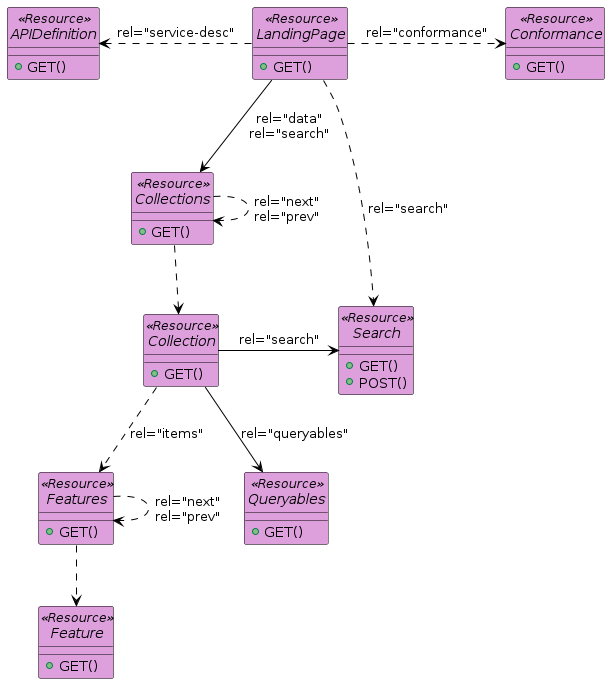 «Resource»
APIDefinition
GET()
rel="service-desc"
«Resource»
LandingPage
GET()
rel="conformance"
«Resource»
Conformance
GET()
rel="data"
rel="search"
rel="search"
«Resource»
Collections
GET()
rel="next"
rel="prev"
«Resource»
Collection
GET()
rel="search"
«Resource»
Search
GET()
POST()
rel="items"
rel="queryables"
«Resource»
Features
GET()
rel="next"
rel="prev"
«Resource»
Queryables
GET()
«Resource»
Feature
GET()